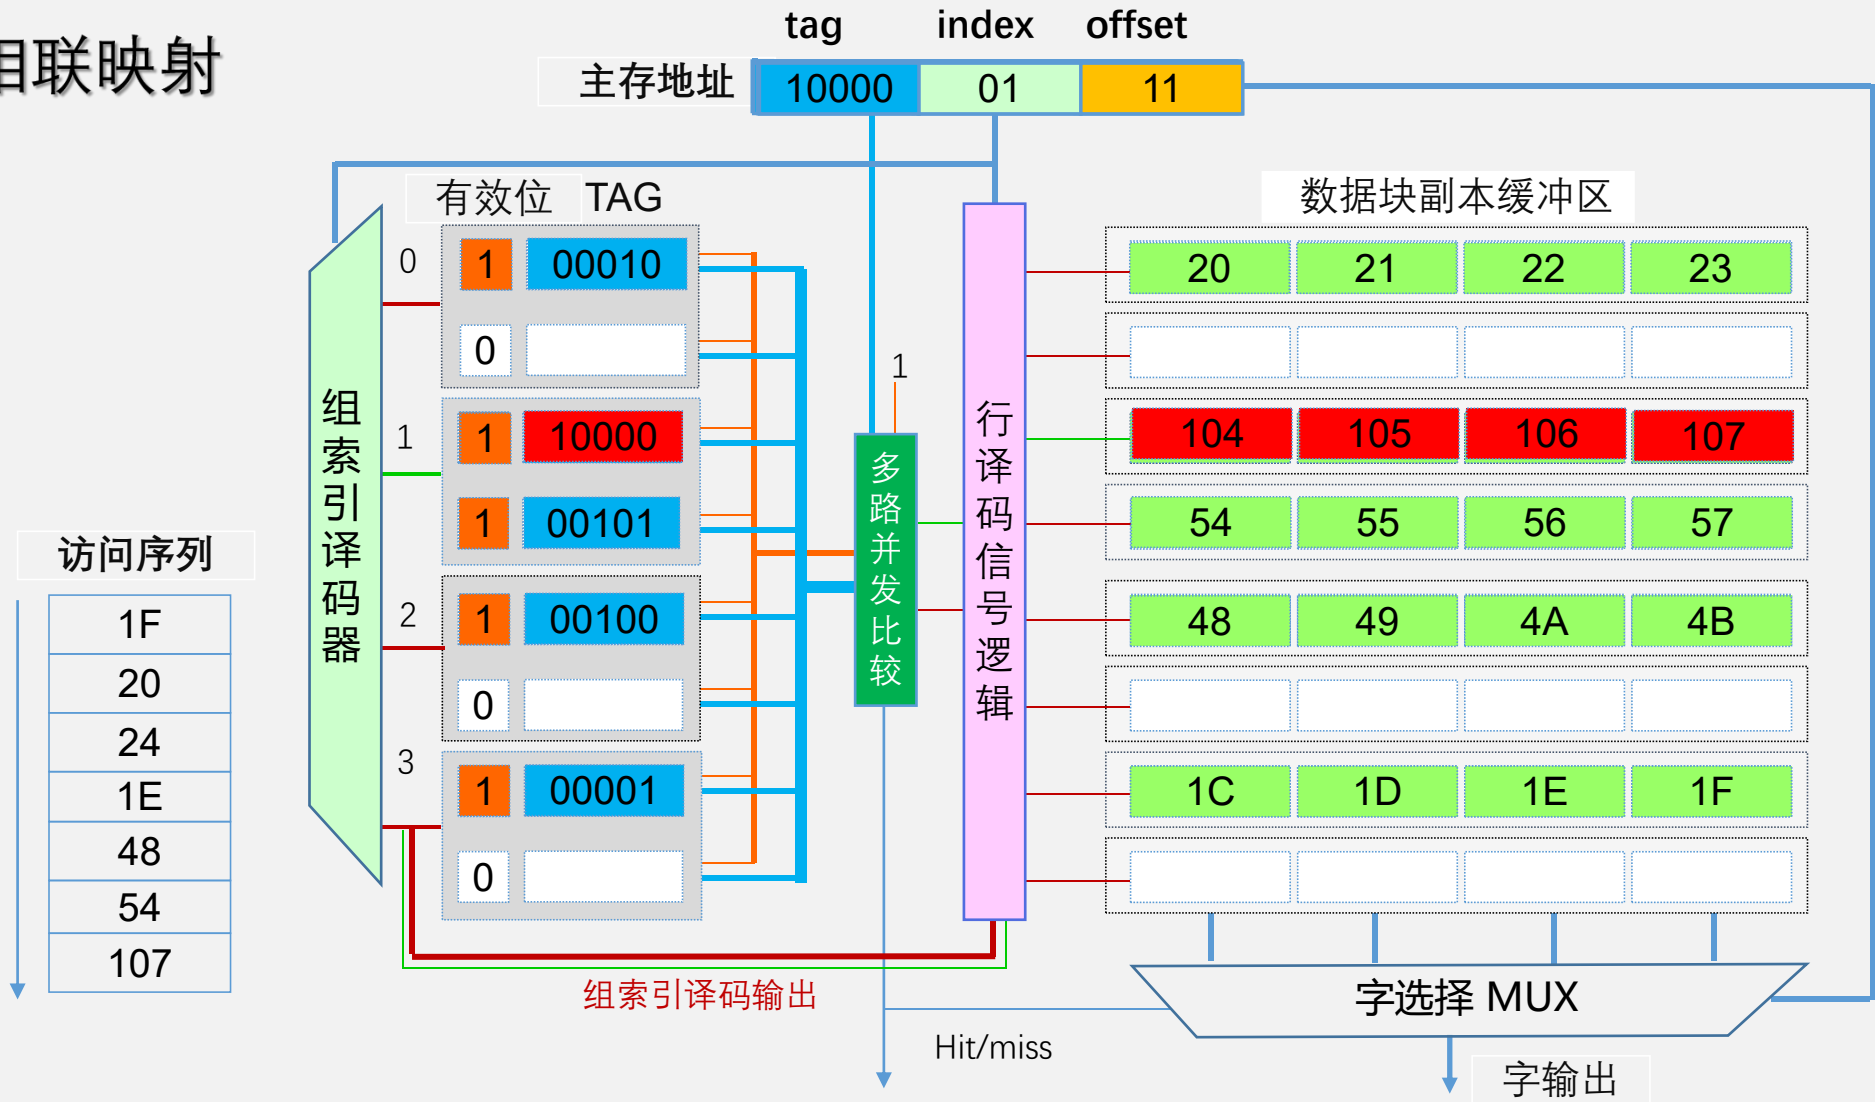 相联映射
tag index offset
主存地址 10000 01 11
有效位 TAG
数据块副本缓冲区
0 1 00010
20 21 22 23
0
1
1 1 10000
104 105 106 107
1 00101
54 55 56 57
2 1 00100
48 49 4A 4B
0
3 1 00001
1C 1D 1E 1F
0
组索引译码器
多路并发比较
行译码信号逻辑
访问序列
1F
20
24
1E
48
54
107
组索引译码输出
字选择 MUX
Hit/miss
字输出